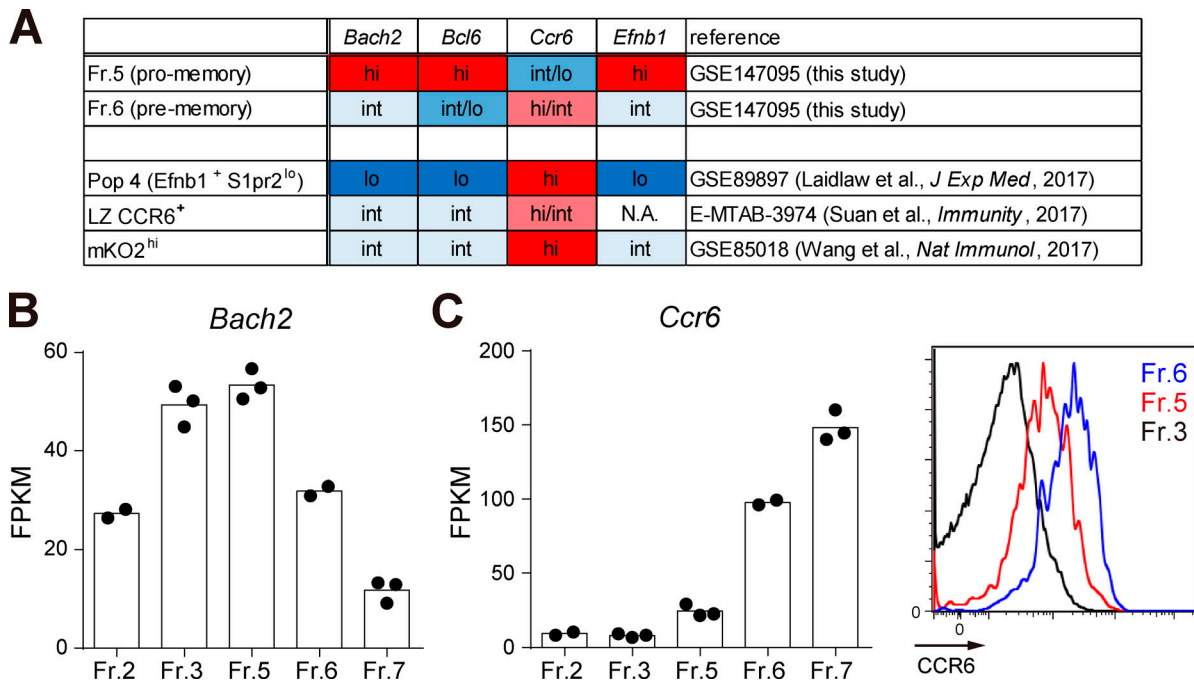 A
Bach2 Bcl6 Ccr6 Efnb1 reference
Fr.5 (pro-memory) hi hi int/lo hi GSE147095 (this study)
Fr.6 (pre-memory) int int/lo hi/int int GSE147095 (this study)
Pop 4 (Efnb1 + S1pr2lo) lo lo hi lo GSE89897 (Laidlaw et al., J Exp Med, 2017)
LZ CCR6+ int int hi/int N.A. E-MTAB-3974 (Suan et al., Immunity, 2017)
mKO2hi int int hi int GSE85018 (Wang et al., Nat Immunol, 2017)
B
Bach2
FPKM
60
40
20
0
Fr.2 Fr.3 Fr.5 Fr.6 Fr.7
C
Ccr6
FPKM
200
150
100
50
0
Fr.2 Fr.3 Fr.5 Fr.6 Fr.7
Fr.6
Fr.5
Fr.3
0
0
CCR6